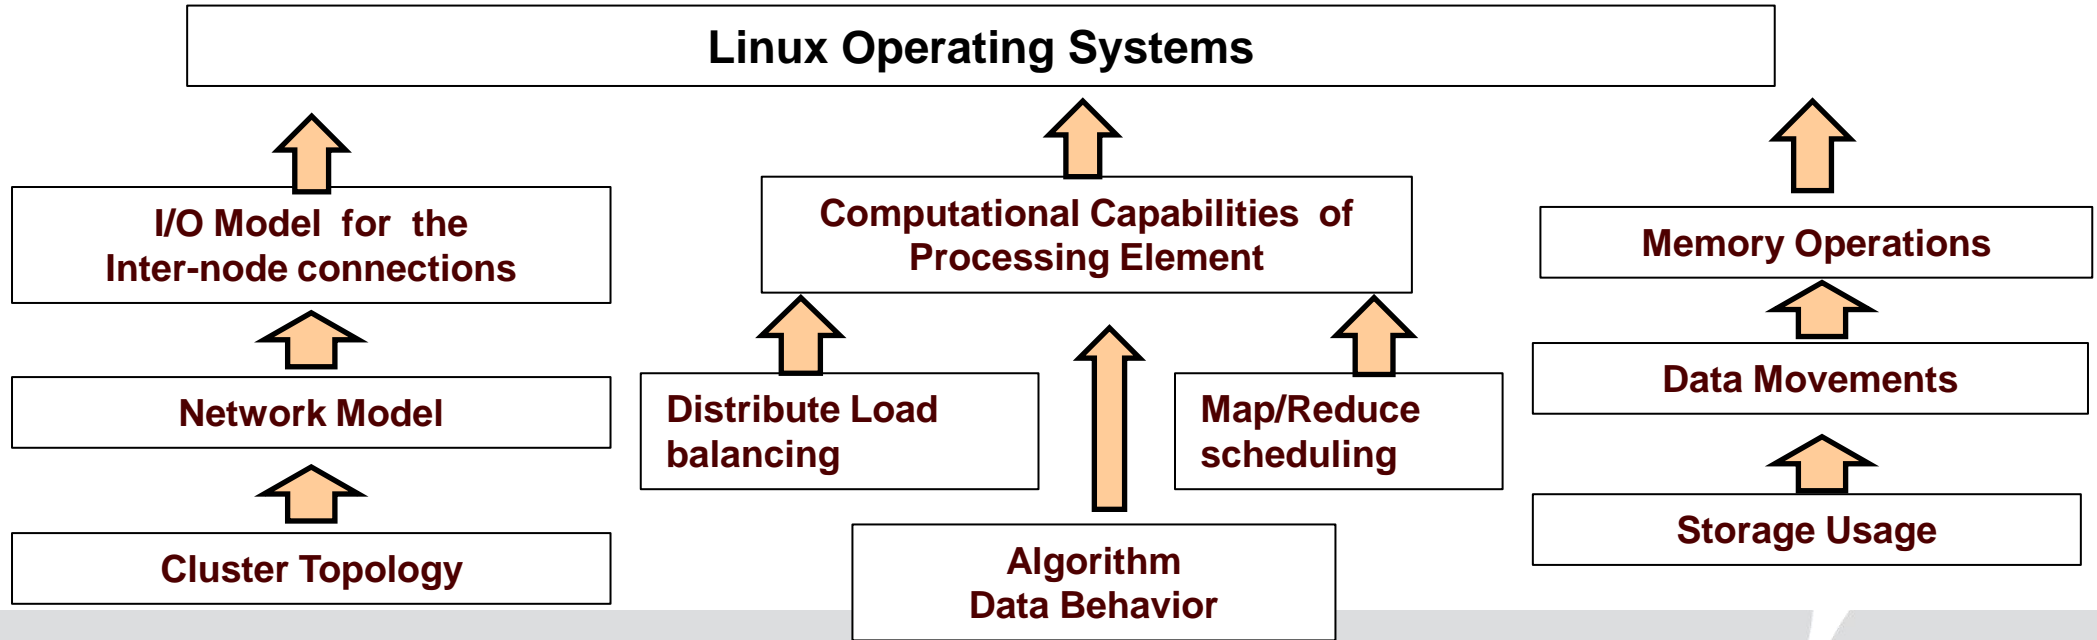 Linux Operating Systems
I/O Model for the
Inter-node connections
Computational Capabilities of
Processing Element
Memory Operations
Network Model
Distribute Load
balancing
Map/Reduce
scheduling
Data Movements
Cluster Topology
Algorithm
Data Behavior
Storage Usage